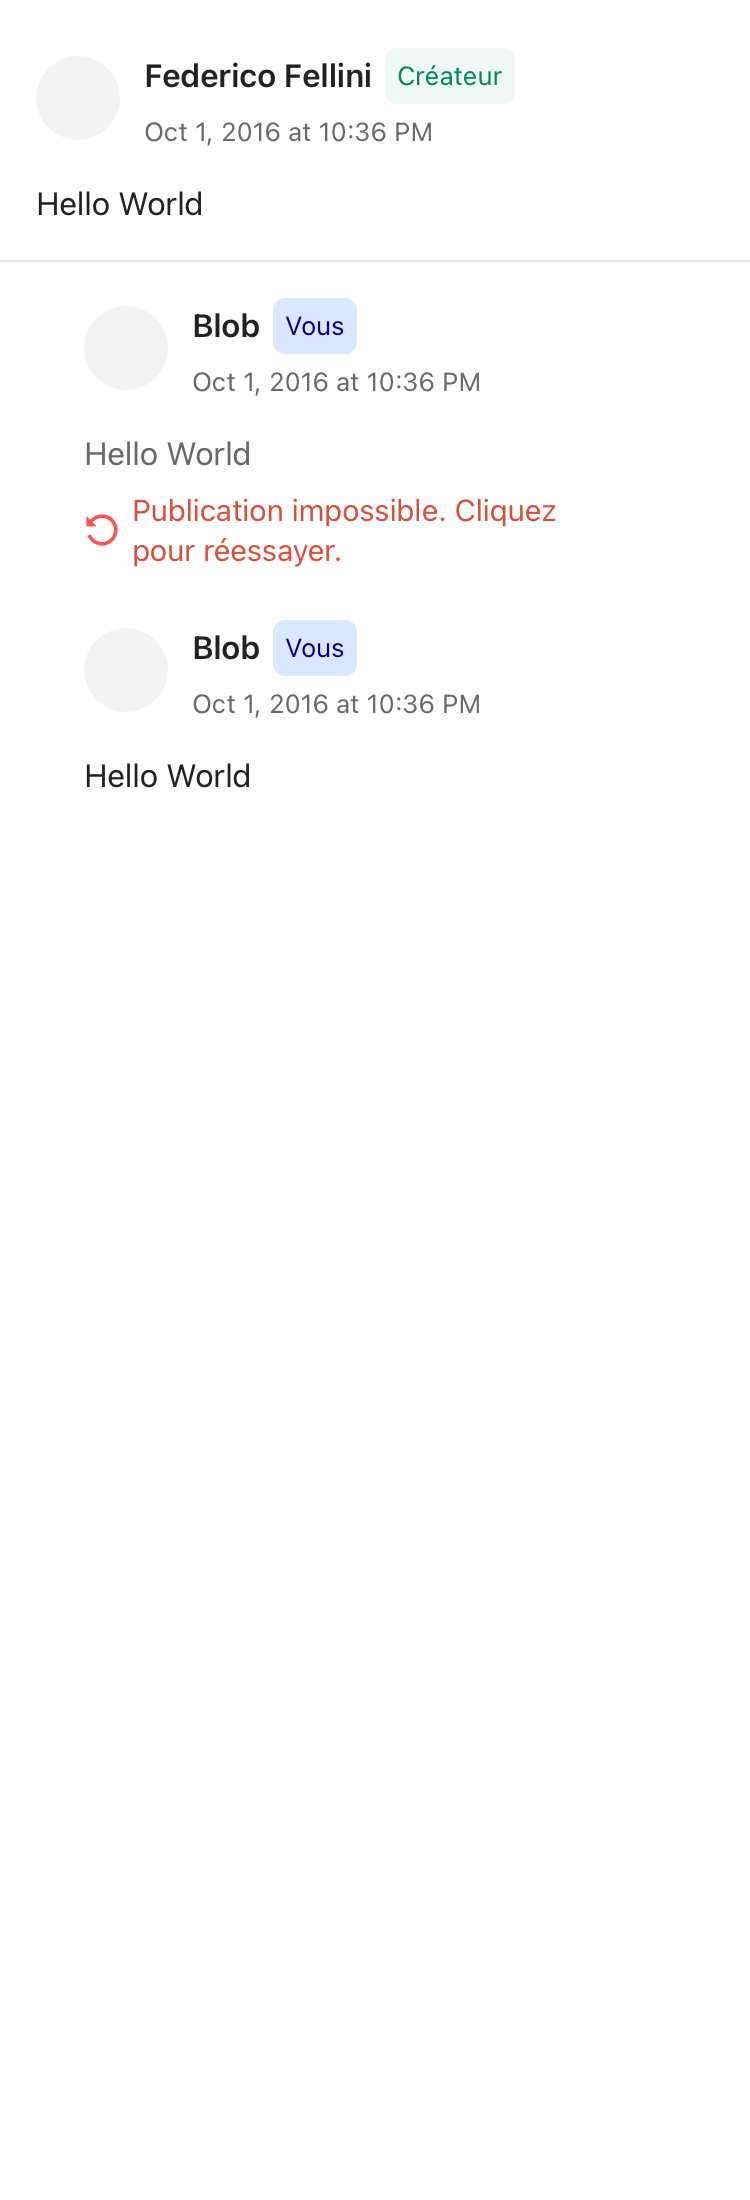 Federico Fellini Créateur
Oct 1, 2016 at 10:36 PM
Hello World
Blob Vous
Oct 1, 2016 at 10:36 PM
Hello World
Publication impossible. Cliquez
pour réessayer.
Blob Vous
Oct 1, 2016 at 10:36 PM
Hello World